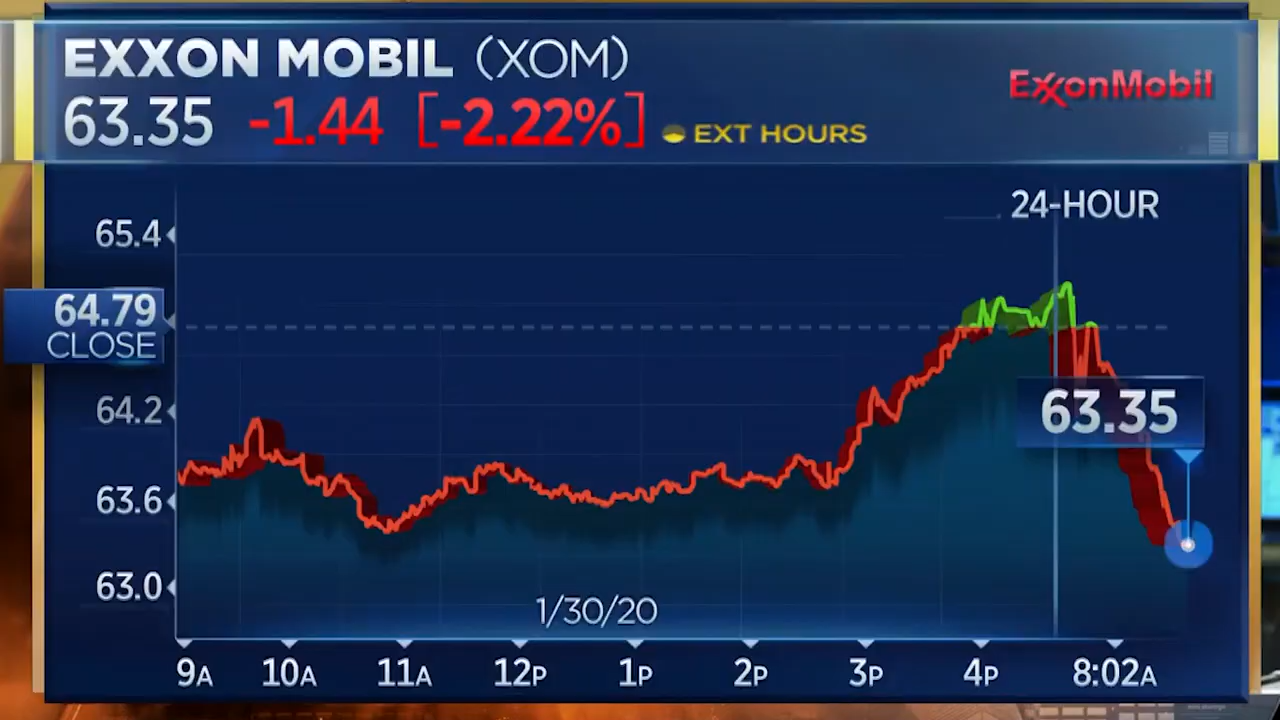 EXXON MOBIL (XOM)
63.35 -1.44 [-2.22%] EXT HOURS
ExxonMobil
24-HOUR
65.4
64.79
CLOSE
64.2
63.35
63.6
63.0
1/30/20
9A 10A 11A 12P 1P 2P 3P 4P 8:02A